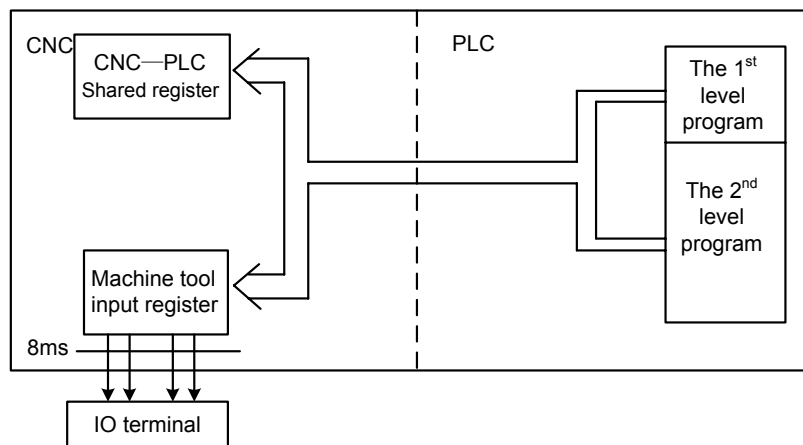 CNC
CNC—PLC
Shared register
PLC
The 1st
level
program
The 2nd
level
program
Machine tool
input register
8ms
IO terminal